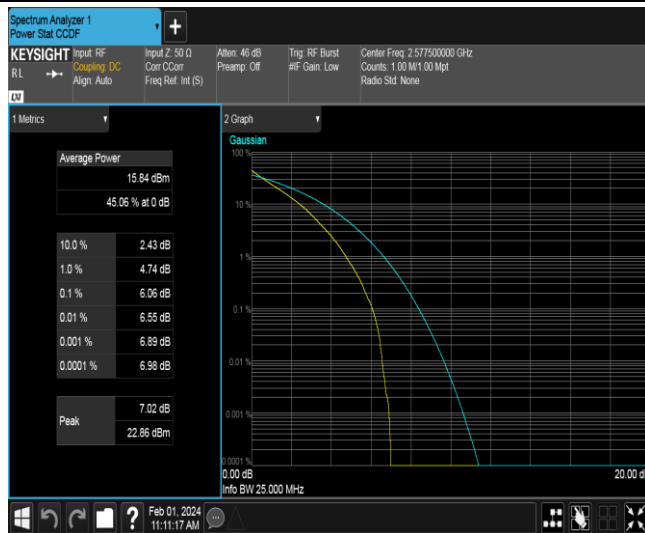 Spectrum Analyzer 1
Power Stat CCDF
+
KEYSIGHT
RL
Input: RF
Coupling: DC
Align: Auto
Input Z: 50 Ω
Corr CCorr
Freq Ref: Int (S)
Atten: 46 dB
Preamp: Off
Trig: RF Burst
#IF Gain: Low
Center Freq: 2.577500000 GHz
Counts: 1.00 M/1.00 Mpt
Radio Std: None
1 Metrics
Average Power
15.84 dBm
45.06 % at 0 dB
10.0 % 2.43 dB
1.0 % 4.74 dB
0.1 % 6.06 dB
0.01 % 6.55 dB
0.001 % 6.89 dB
0.0001 % 6.98 dB
Peak
7.02 dB
22.86 dBm
2 Graph
Gaussian
100 %
10 %
1 %
0.1 %
0.01 %
0.001 %
0.0001 %
0.00 dB
20.00 d
Info BW 25.000 MHz
?
Feb 01, 2024
11:11:17 AM